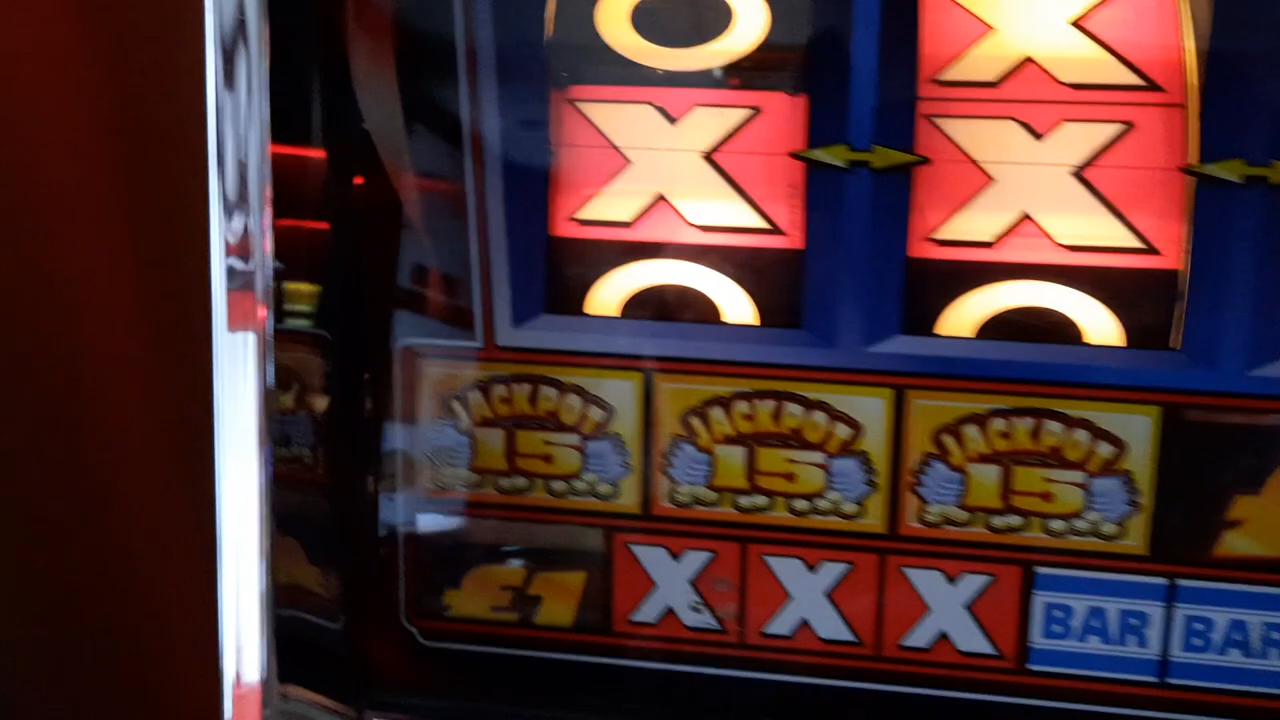 O X
X X
O O
JACKPOT 15 JACKPOT 15 JACKPOT 15
£1 X X X BAR BAR